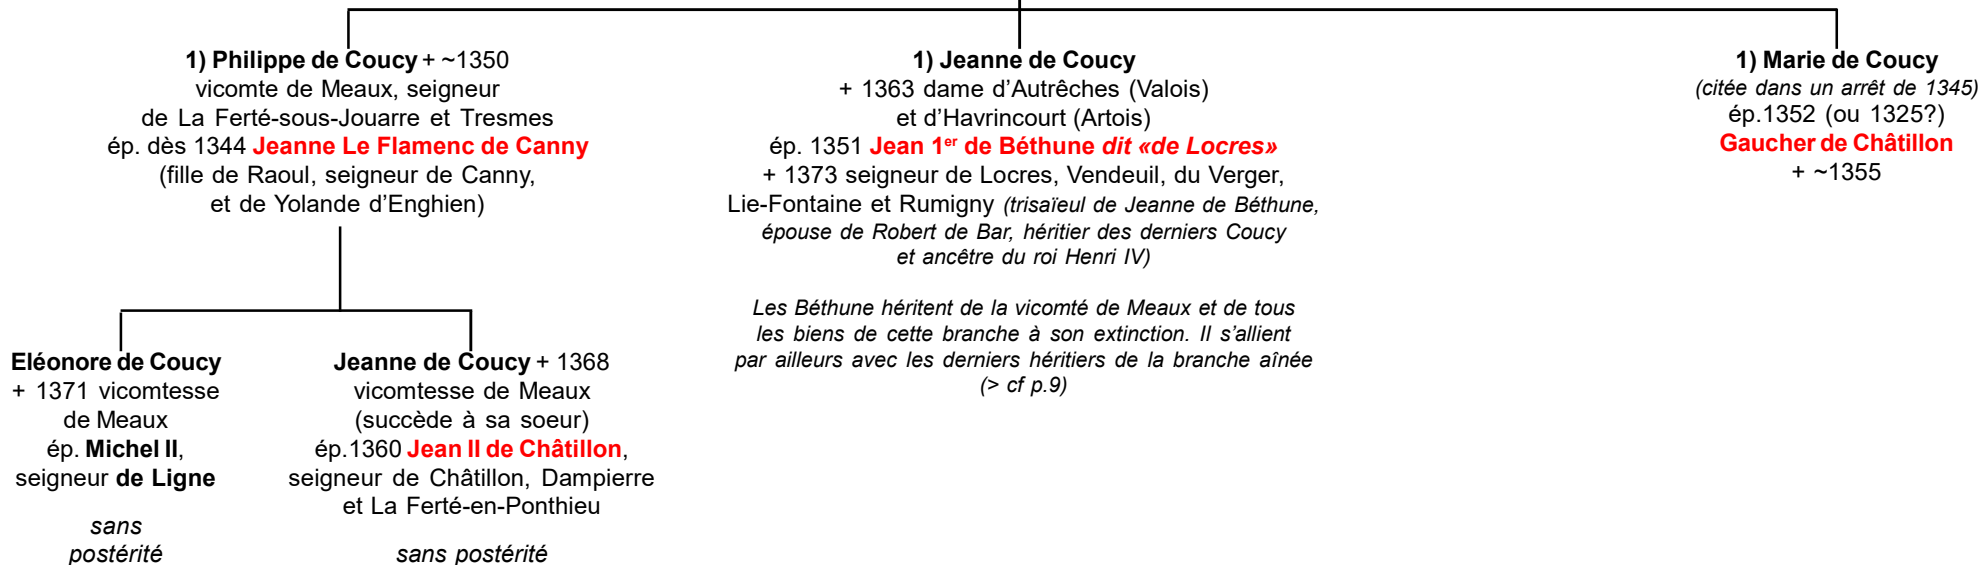 1) Philippe de Coucy + ~1350
vicomte de Meaux, seigneur
de La Ferté-sous-Jouarre et Tresmes
ép. dès 1344 Jeanne Le Flamenc de Canny
(fille de Raoul, seigneur de Canny,
et de Yolande d’Enghien)
1) Jeanne de Coucy
+ 1363 dame d’Autrêches (Valois)
et d’Havrincourt (Artois)
ép. 1351 Jean 1er de Béthune dit «de Locres»
+ 1373 seigneur de Locres, Vendeuil, du Verger,
Lie-Fontaine et Rumigny (trisaïeul de Jeanne de Béthune,
épouse de Robert de Bar, héritier des derniers Coucy
et ancêtre du roi Henri IV)
Les Béthune héritent de la vicomté de Meaux et de tous
les biens de cette branche à son extinction. Il s’allient
par ailleurs avec les derniers héritiers de la branche aînée
(> cf p.9)
1) Marie de Coucy
(citée dans un arrêt de 1345)
ép.1352 (ou 1325?)
Gaucher de Châtillon
+ ~1355
Eléonore de Coucy
+ 1371 vicomtesse
de Meaux
ép. Michel II,
seigneur de Ligne
sans
postérité
Jeanne de Coucy + 1368
vicomtesse de Meaux
(succède à sa soeur)
ép.1360 Jean II de Châtillon,
seigneur de Châtillon, Dampierre
et La Ferté-en-Ponthieu
sans postérité